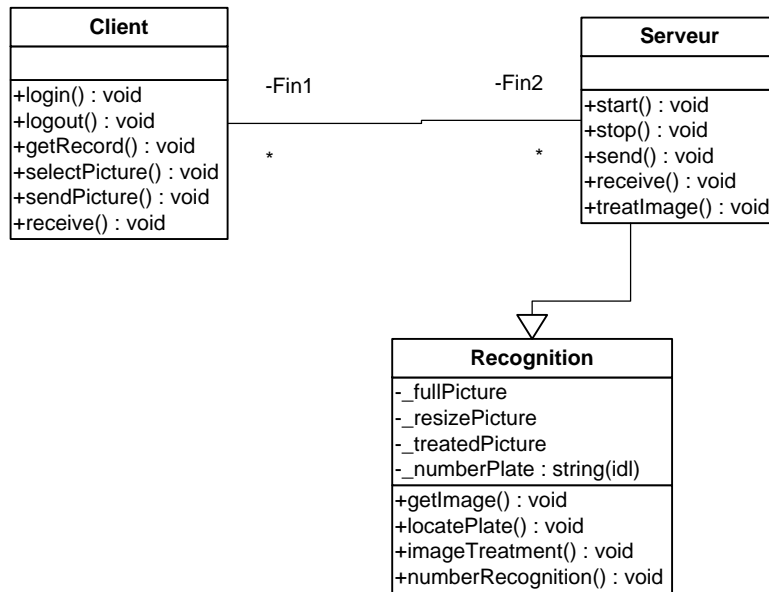 Client
+login() : void
+logout() : void
+getRecord() : void
+selectPicture() : void
+sendPicture() : void
+receive() : void
-Fin1
*
-Fin2
*
Serveur
+start() : void
+stop() : void
+send() : void
+receive() : void
+treatImage() : void
Recognition
-_fullPicture
-_resizePicture
-_treatedPicture
-_numberPlate : string(idl)
+getImage() : void
+locatePlate() : void
+imageTreatment() : void
+numberRecognition() : void